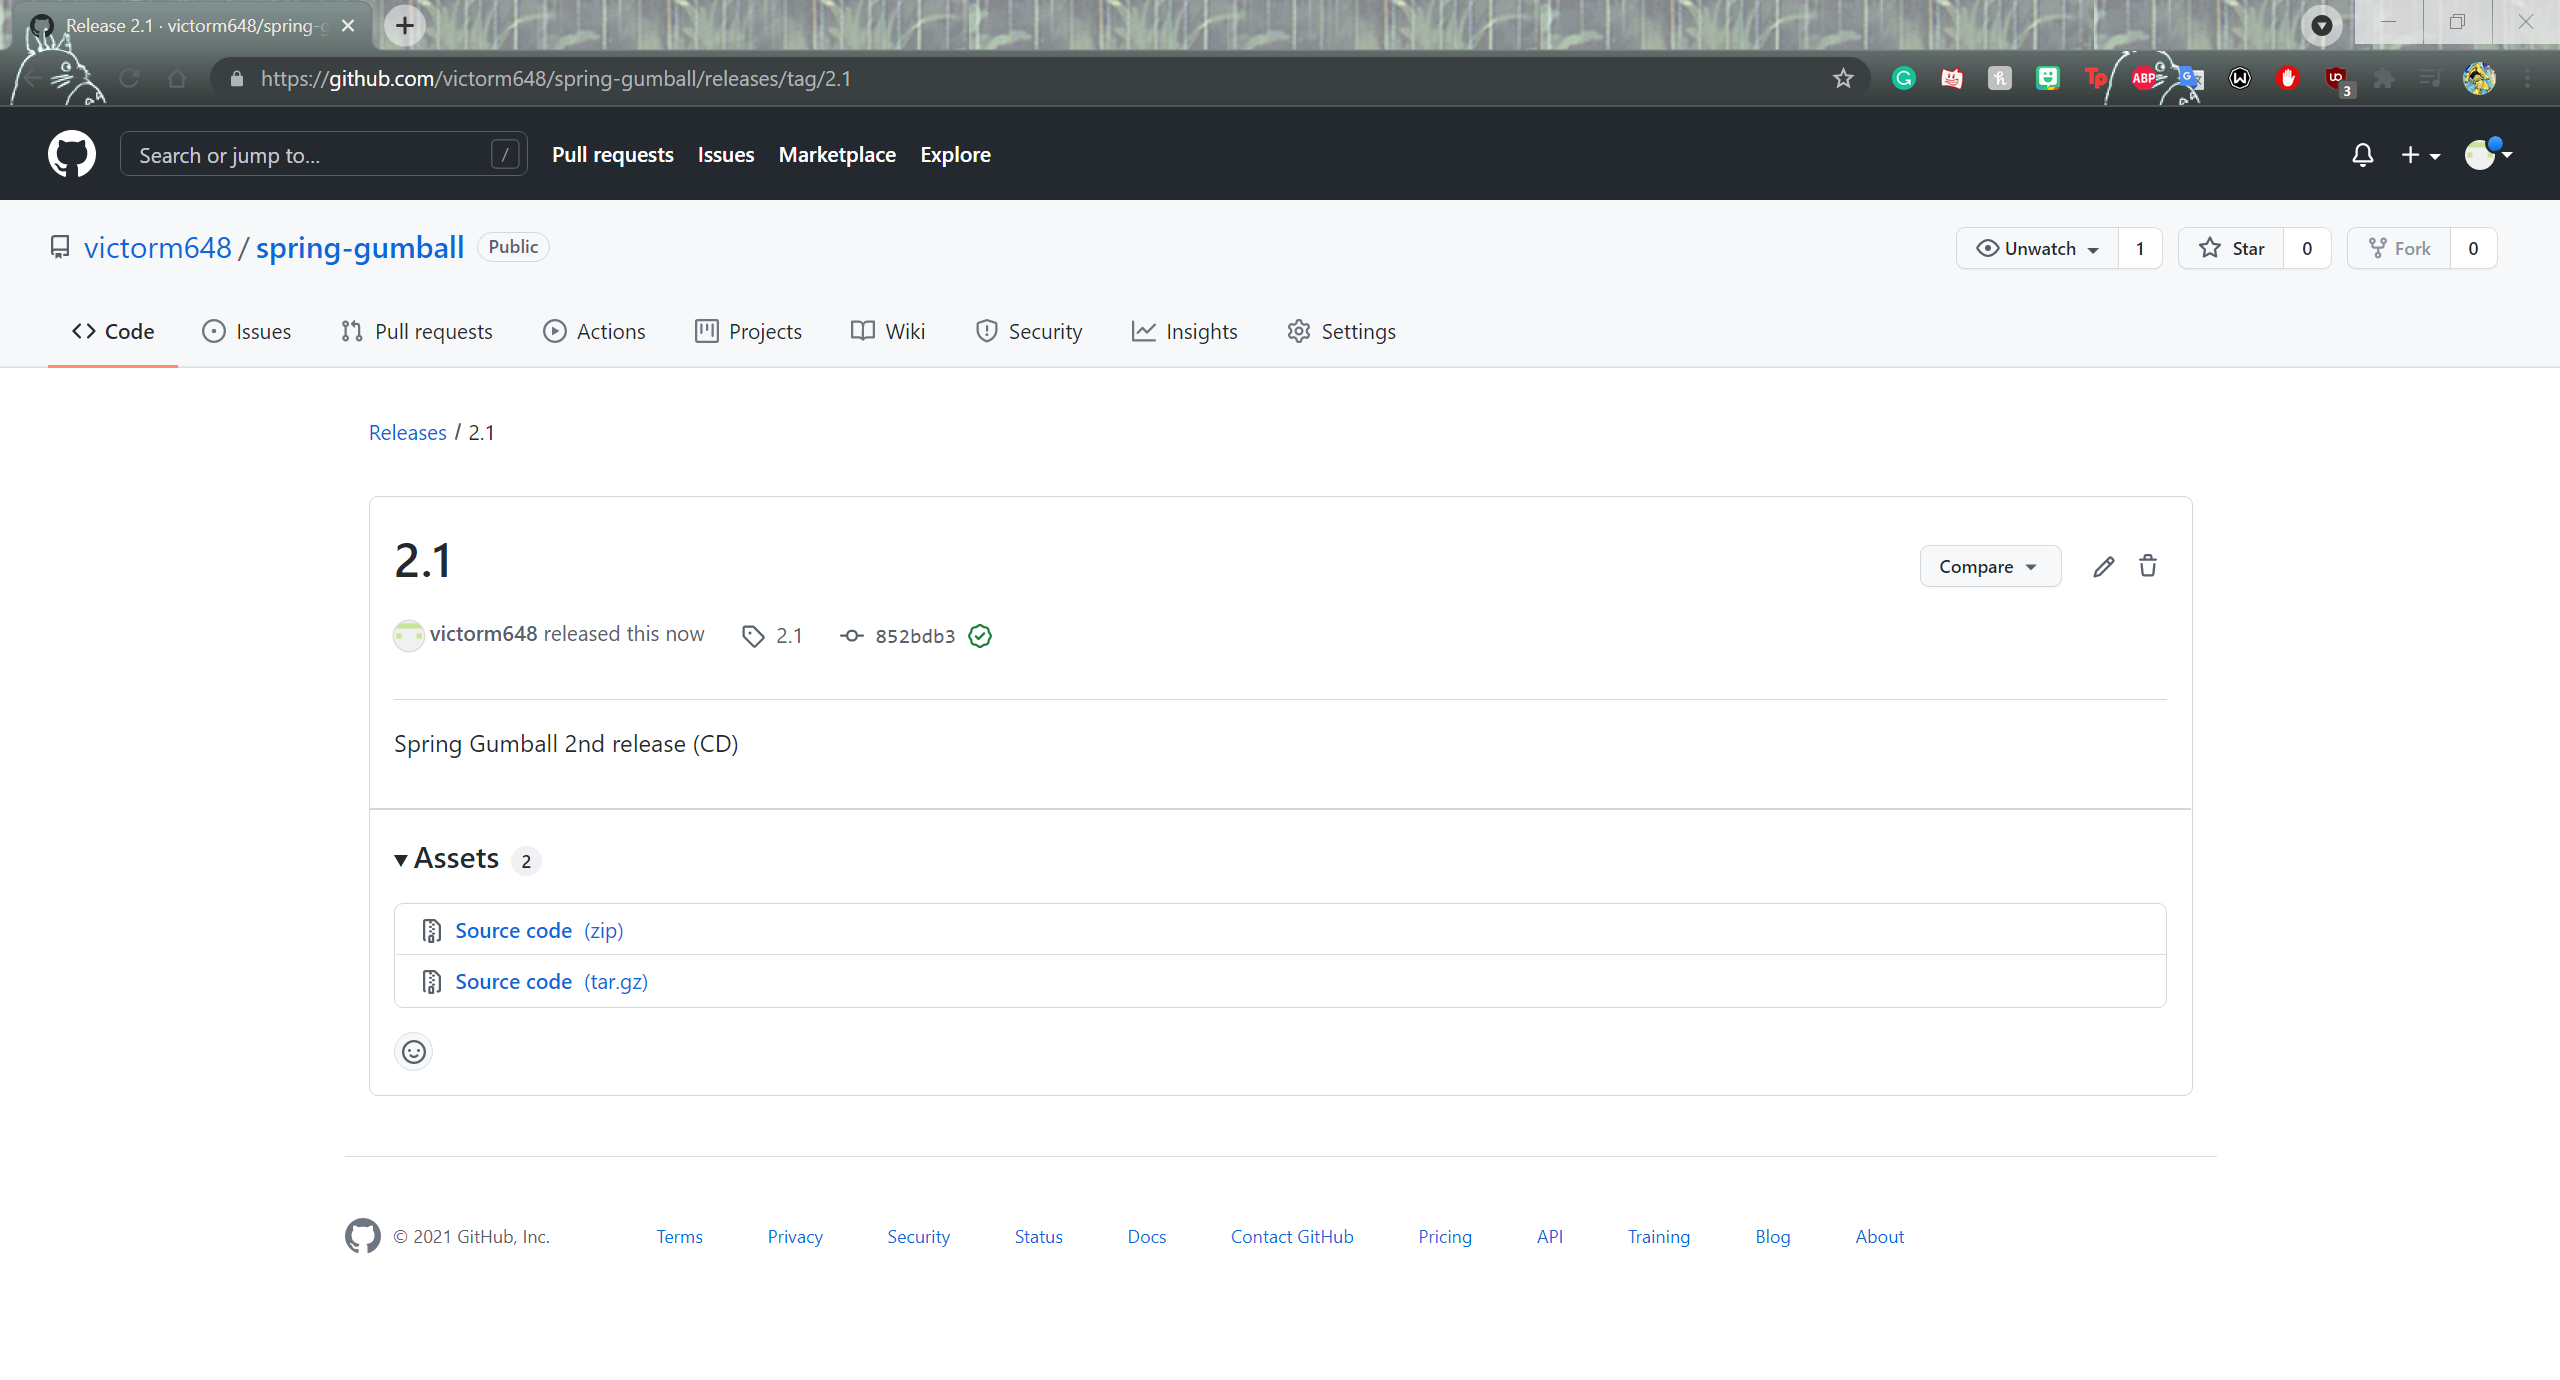 Release 2.1 · victorm648/spring-g
https://github.com/victorm648/spring-gumball/releases/tag/2.1
ABP
3
Search or jump to...
/
Pull requests
Issues
Marketplace
Explore
victorm648 / spring-gumball
Public
Unwatch
1
Star
0
Fork
0
Code
Issues
Pull requests
Actions
Projects
Wiki
Security
Insights
Settings
Releases / 2.1
2.1
Compare
victorm648 released this now
2.1
852bdb3
Spring Gumball 2nd release (CD)
Assets 2
Source code (zip)
Source code (tar.gz)
© 2021 GitHub, Inc.
Terms
Privacy
Security
Status
Docs
Contact GitHub
Pricing
API
Training
Blog
About